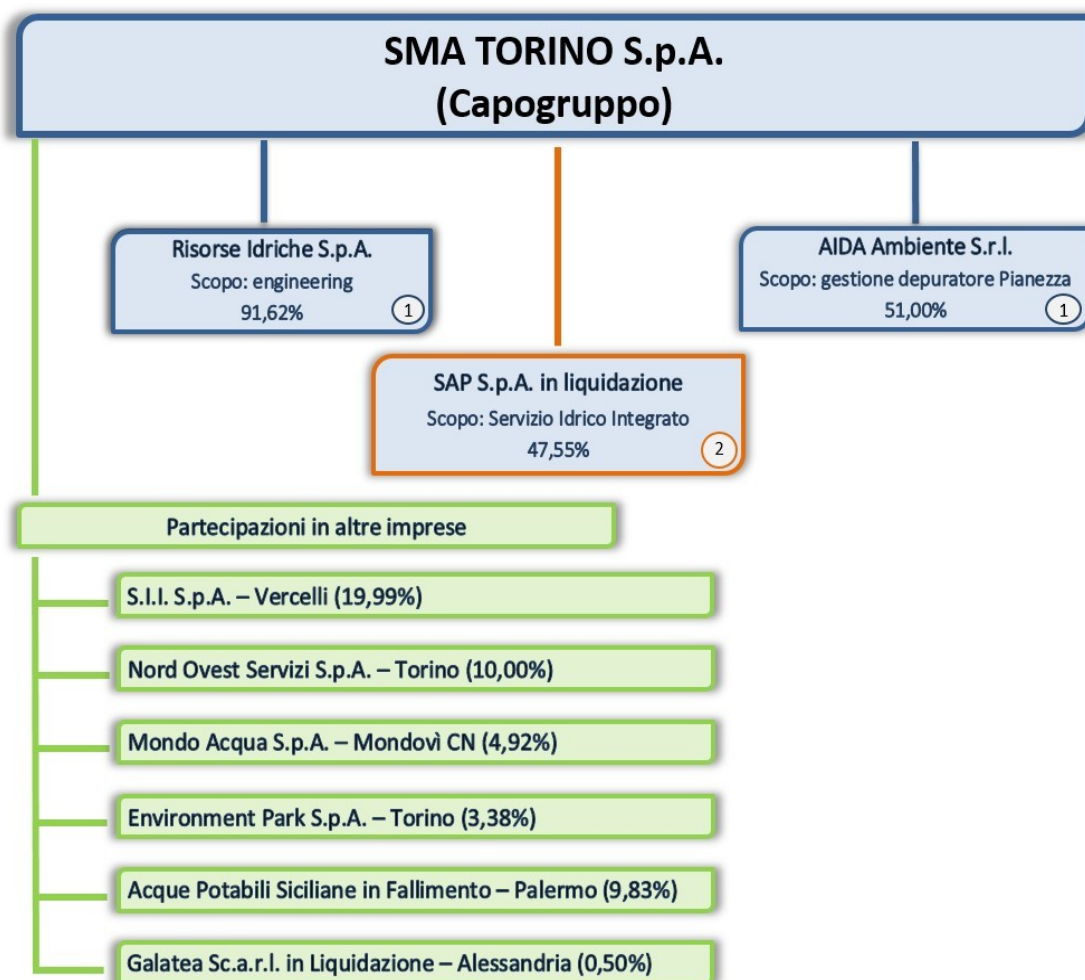 SMA TORINO S.p.A.
(Capogruppo)
Risorse Idriche S.p.A.
Scopo: engineering
91,62%
1
AIDA Ambiente S.r.l.
Scopo: gestione depuratore Pianezza
51,00%
1
SAP S.p.A. in liquidazione
Scopo: Servizio Idrico Integrato
47,55%
2
Partecipazioni in altre imprese
S.I.I. S.p.A. – Vercelli (19,99%)
Nord Ovest Servizi S.p.A. – Torino (10,00%)
Mondo Acqua S.p.A. – Mondovì CN (4,92%)
Environment Park S.p.A. – Torino (3,38%)
Acque Potabili Siciliane in Fallimento – Palermo (9,83%)
Galatea Sc.a.r.l. in Liquidazione – Alessandria (0,50%)